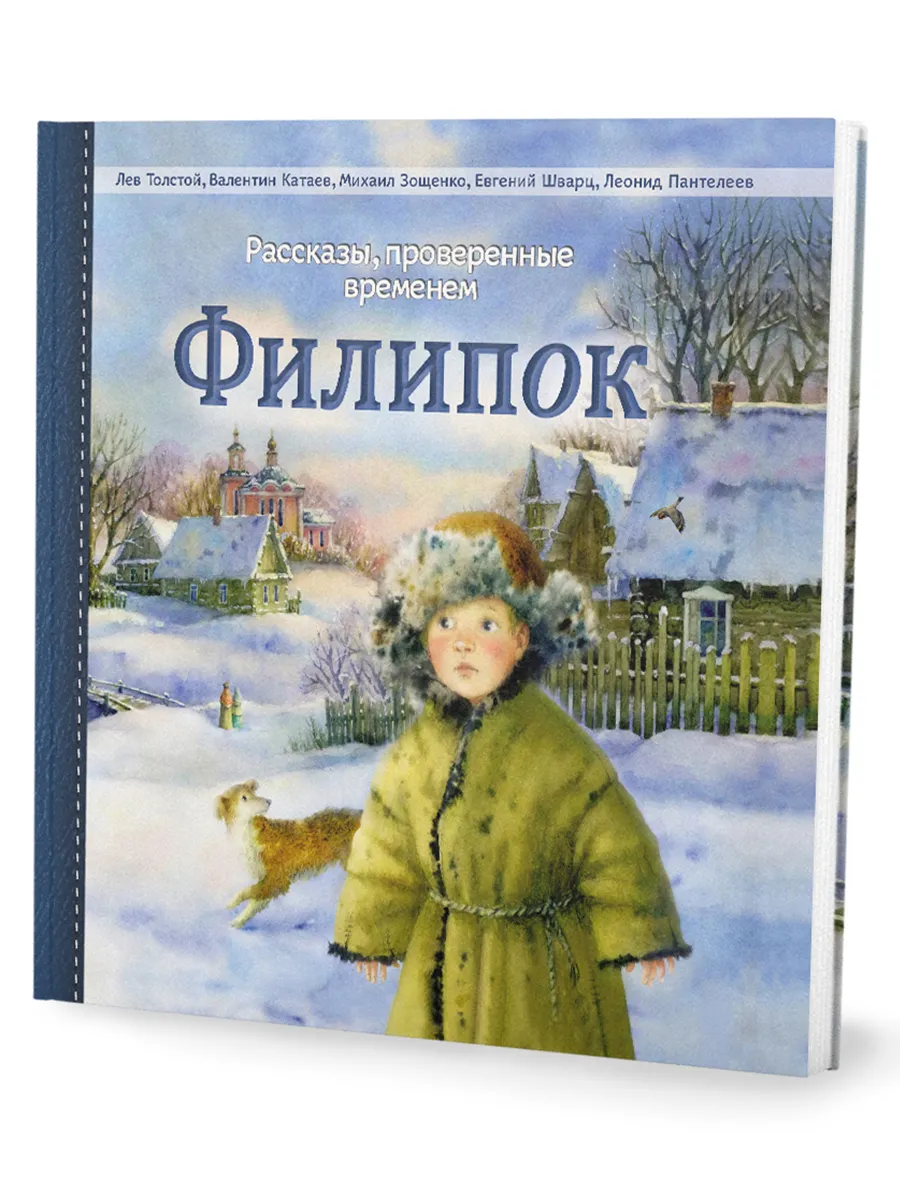 Лев Толстой, Валентин Катаев, Михаил Зощенко, Евгений Шварц, Леонид Пантелеев
Рассказы, проверенные
временем
Филипок